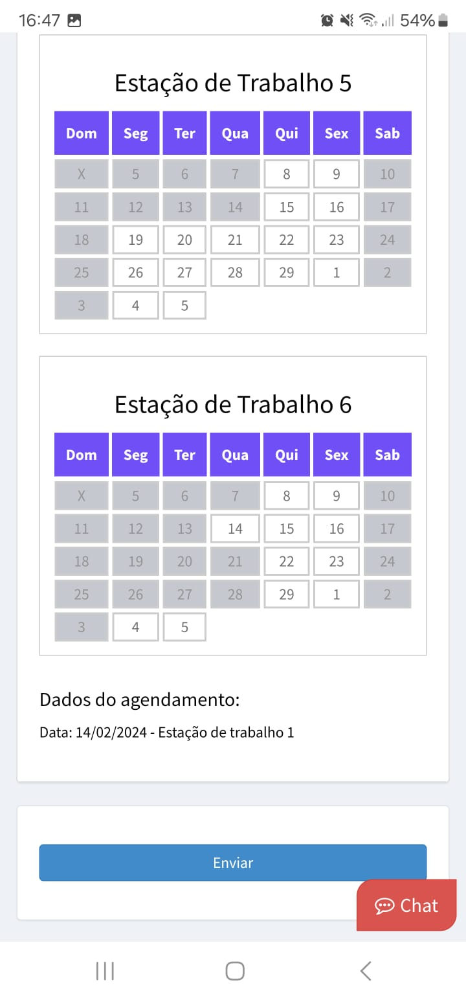 16:47 54%
Estação de Trabalho 5
Dom Seg Ter Qua Qui Sex Sab
X 5 6 7 8 9 10
11 12 13 14 15 16 17
18 19 20 21 22 23 24
25 26 27 28 29 1 2
3 4 5
Estação de Trabalho 6
Dom Seg Ter Qua Qui Sex Sab
X 5 6 7 8 9 10
11 12 13 14 15 16 17
18 19 20 21 22 23 24
25 26 27 28 29 1 2
3 4 5
Dados do agendamento:
Data: 14/02/2024 - Estação de trabalho 1
Enviar
Chat